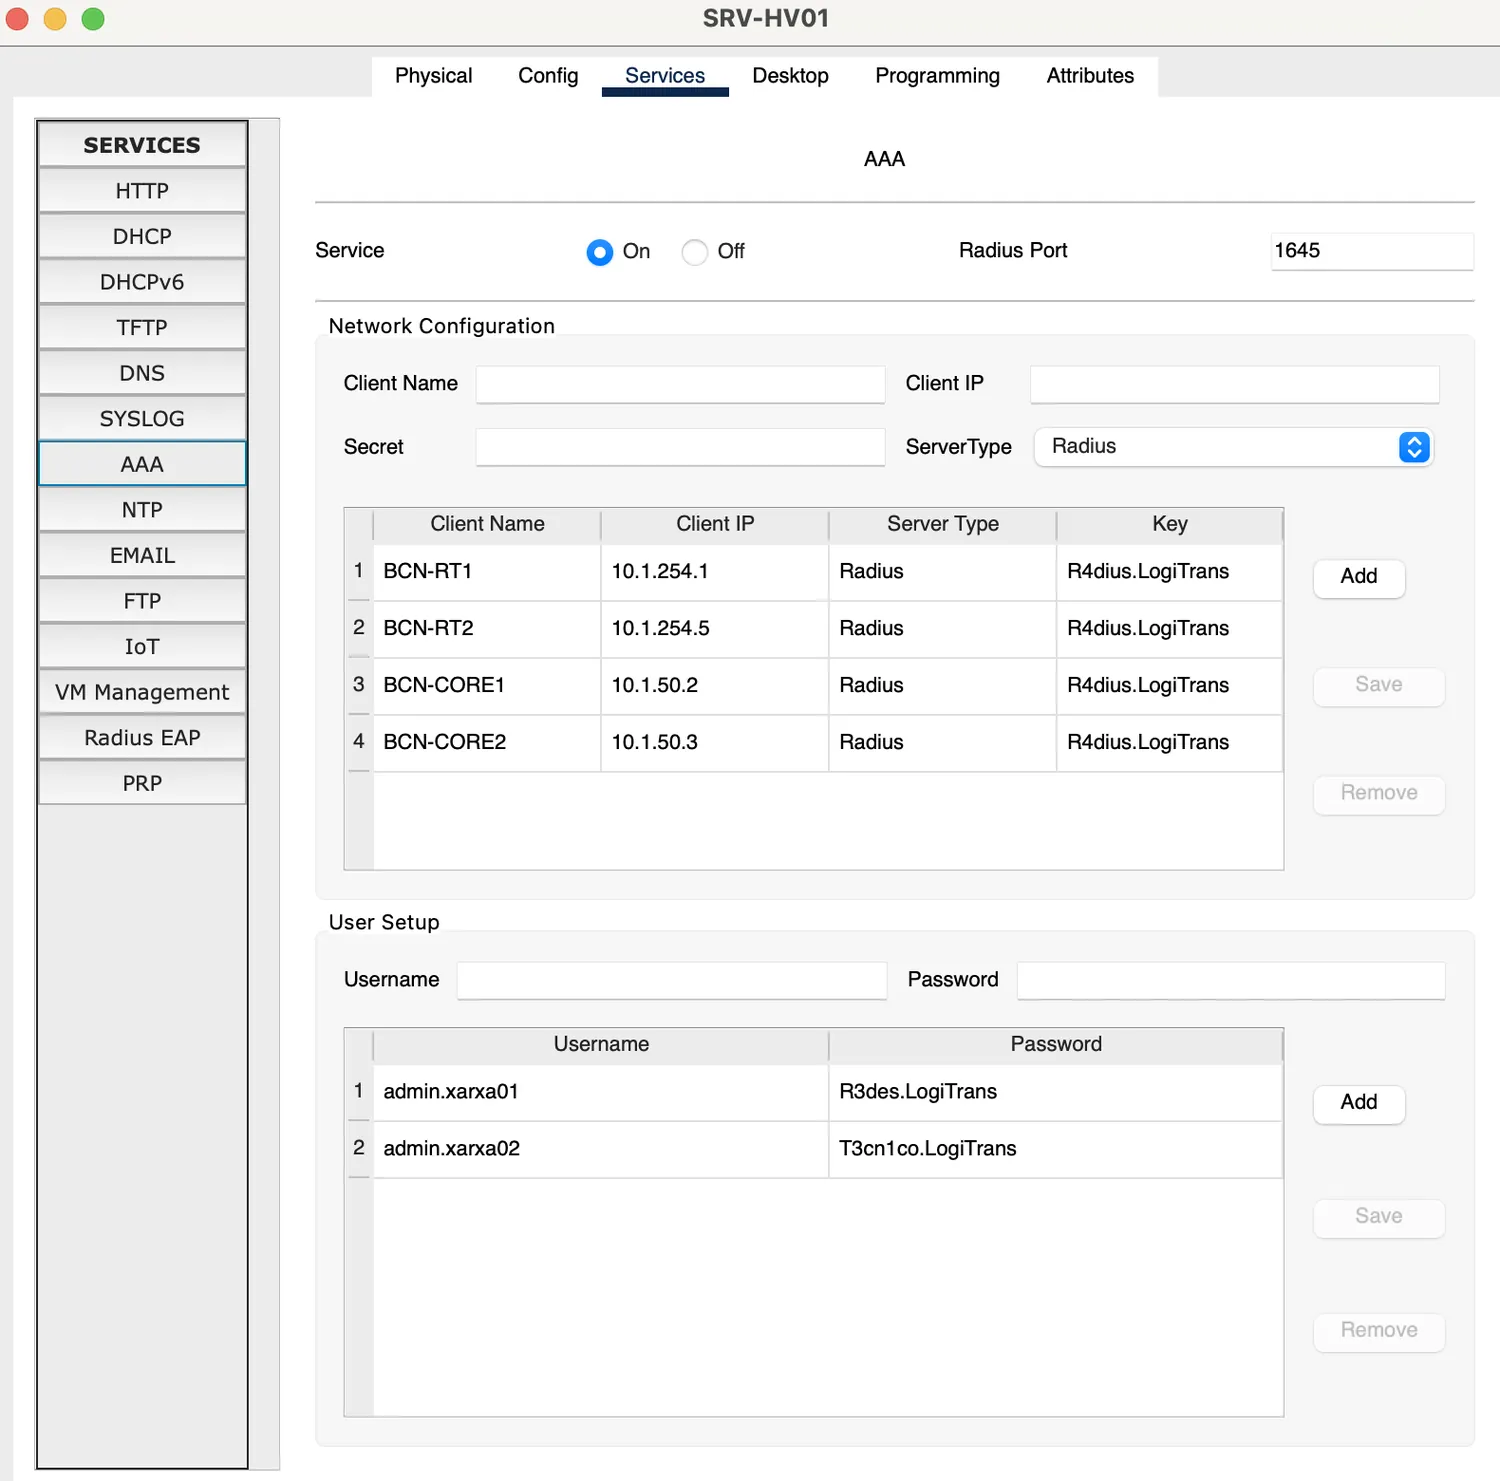 SRV-HV01
Physical Config Services Desktop Programming Attributes
SERVICES
HTTP
DHCP
DHCPv6
TFTP
DNS
SYSLOG
AAA
NTP
EMAIL
FTP
IoT
VM Management
Radius EAP
PRP
AAA
Service On Off Radius Port 1645
Network Configuration
Client Name Client IP
Secret ServerType Radius
Client Name Client IP Server Type Key
1 BCN-RT1 10.1.254.1 Radius R4dius.LogiTrans
2 BCN-RT2 10.1.254.5 Radius R4dius.LogiTrans
3 BCN-CORE1 10.1.50.2 Radius R4dius.LogiTrans
4 BCN-CORE2 10.1.50.3 Radius R4dius.LogiTrans
Add
Save
Remove
User Setup
Username Password
Username Password
1 admin.xarxa01 R3des.LogiTrans
2 admin.xarxa02 T3cn1co.LogiTrans
Add
Save
Remove